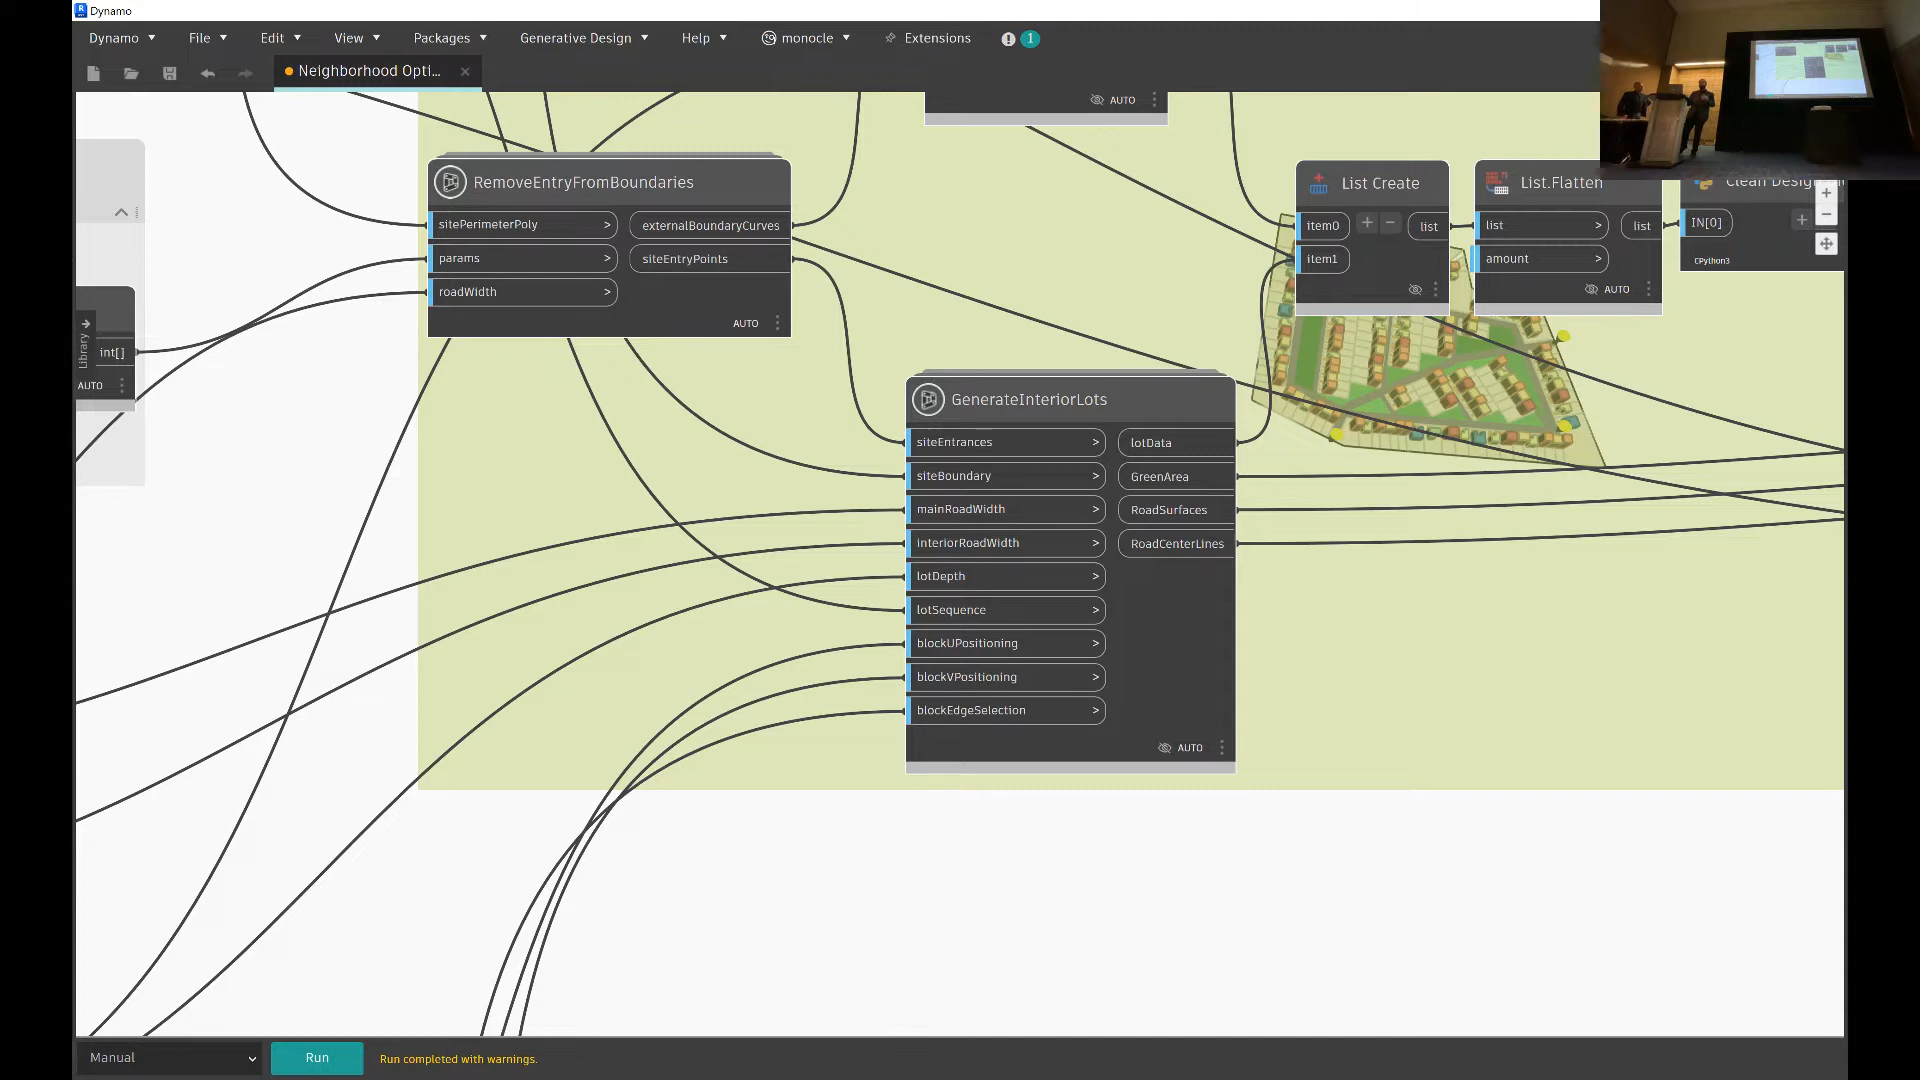 Dynamo
Dynamo File Edit View Packages Generative Design Help monocle Extensions 1
Neighborhood Opti...
AUTO
RemoveEntryFromBoundaries
sitePerimeterPoly > externalBoundaryCurves
params > siteEntryPoints
roadWidth >
AUTO
Library
int[]
AUTO
List Create
item0 + − list
item1
List.Flatten
list > list
amount >
AUTO
Clean Design
IN[0] +
CPython3
GenerateInteriorLots
siteEntrances > lotData
siteBoundary > GreenArea
mainRoadWidth > RoadSurfaces
interiorRoadWidth > RoadCenterLines
lotDepth >
lotSequence >
blockUPositioning >
blockVPositioning >
blockEdgeSelection >
AUTO
Manual Run Run completed with warnings.